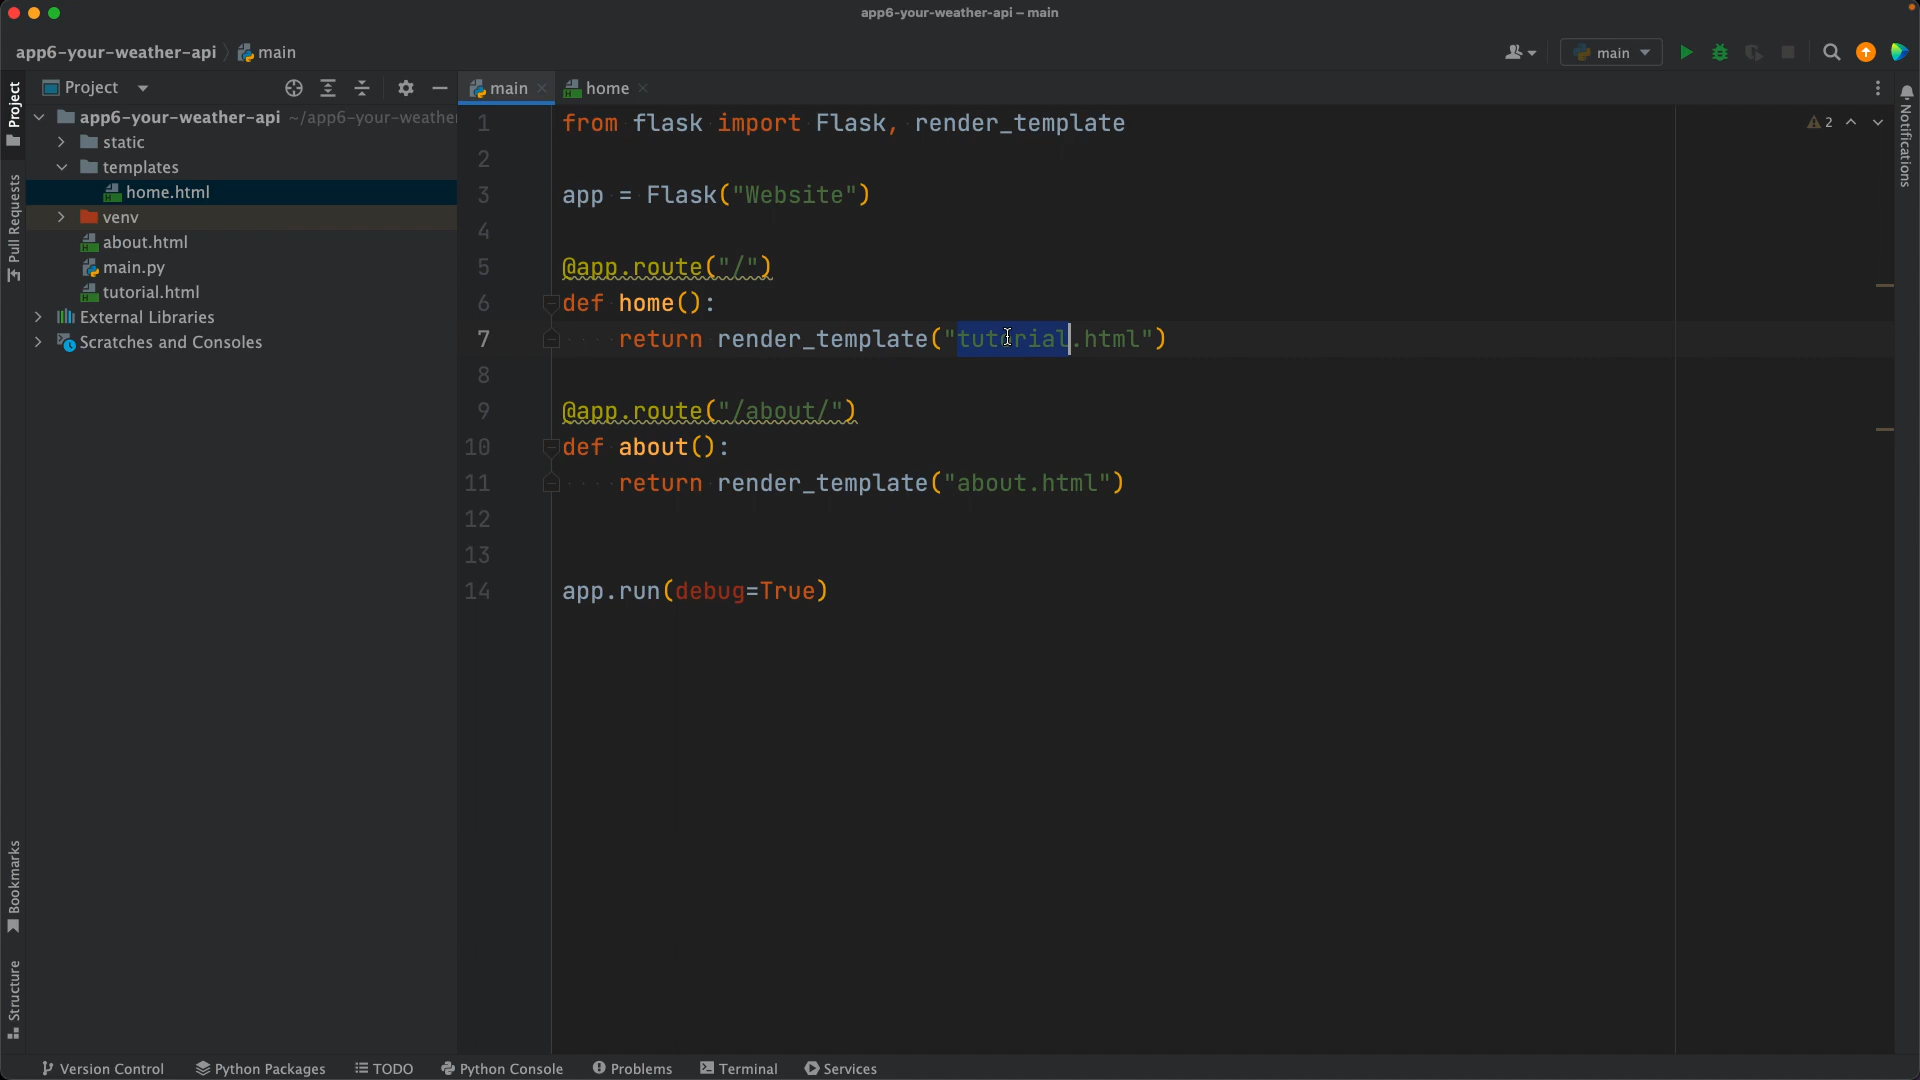 app6-your-weather-api – main
app6-your-weather-api main
main
Project
Project
app6-your-weather-api ~/app6-your-weathe
static
templates
home.html
venv
about.html
main.py
tutorial.html
External Libraries
Scratches and Consoles
Pull Requests
Bookmarks
Structure
main
home
1 from flask import Flask, render_template
2
3 app = Flask("Website")
4
5 @app.route("/")
6 def home():
7 return render_template("tutorial.html")
8
9 @app.route("/about/")
10 def about():
11 return render_template("about.html")
12
13
14 app.run(debug=True)
2
Notifications
Version Control
Python Packages
TODO
Python Console
Problems
Terminal
Services